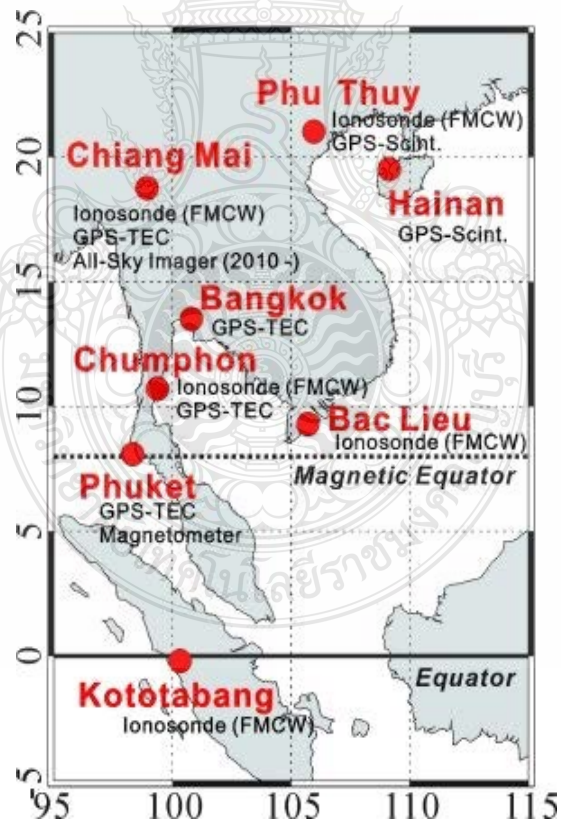 25
Phu Thuy
Ionosonde (FMCW)
GPS-Scint.
20
Chiang Mai
Ionosonde (FMCW)
GPS-TEC
All-Sky Imager (2010 -)
Hainan
GPS-Scint.
15
Bangkok
GPS-TEC
Chumphon
Ionosonde (FMCW)
GPS-TEC
10
Bac Lieu
Ionosonde (FMCW)
Magnetic Equator
Phuket
GPS-TEC
Magnetometer
5
0
Equator
Kototabang
Ionosonde (FMCW)
-5
95 100 105 110 115